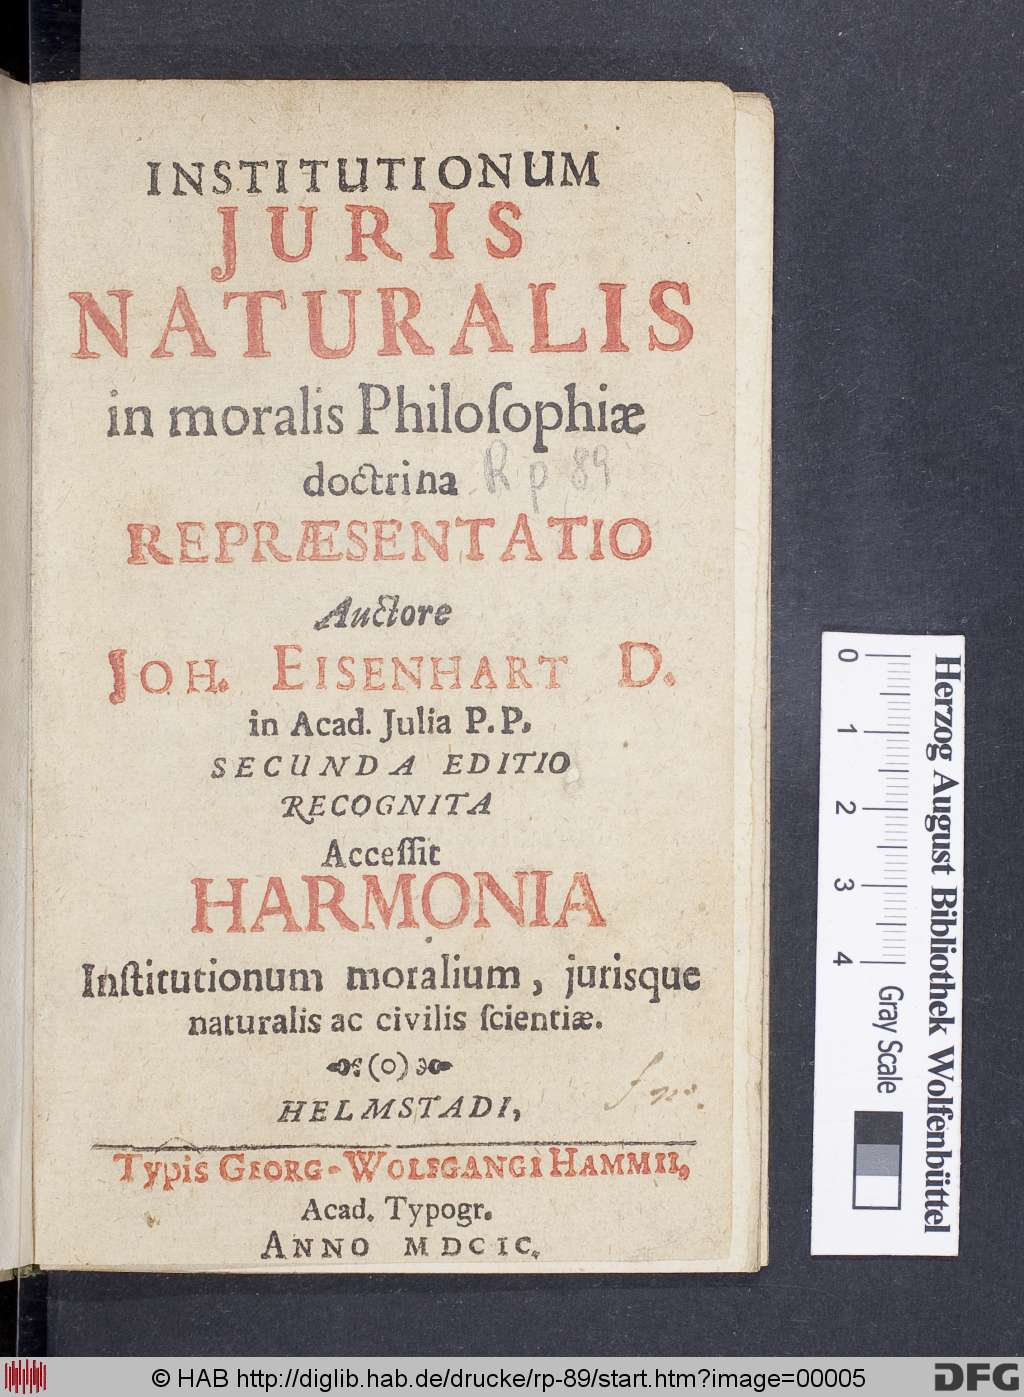 INSTITUTIONUM
JURIS
NATURALIS
in moralis Philoſophiæ
doctrina
Rp 89
REPRÆSENTATIO
Auctore
JOH. EISENHART D.
in Acad. Julia P. P.
SECUNDA EDITIO
RECOGNITA
Acceſſit
HARMONIA
Inſtitutionum moralium, jurisque
naturalis ac civilis ſcientiæ.
(O)
HELMSTADI,
Typis GEORG-WOLFGANGI HAMMII,
Acad. Typogr.
ANNO MDCIC.
0 1 2 3 4
Gray Scale
Herzog August Bibliothek Wolfenbüttel
© HAB http://diglib.hab.de/drucke/rp-89/start.htm?image=00005
DFG